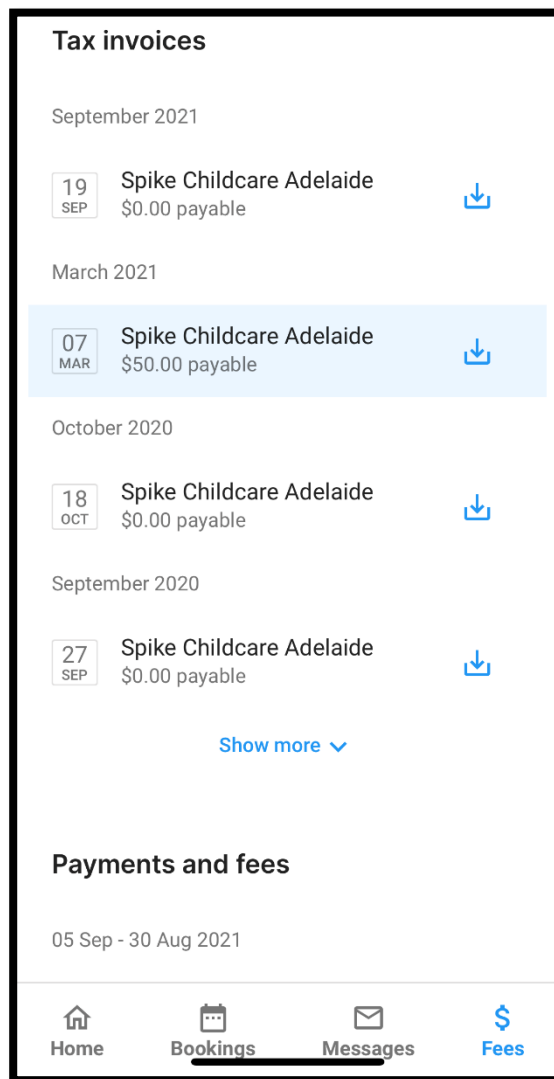 Tax invoices
September 2021
19
SEP
Spike Childcare Adelaide
$0.00 payable
March 2021
07
MAR
Spike Childcare Adelaide
$50.00 payable
October 2020
18
OCT
Spike Childcare Adelaide
$0.00 payable
September 2020
27
SEP
Spike Childcare Adelaide
$0.00 payable
Show more
Payments and fees
05 Sep - 30 Aug 2021
Home Bookings Messages Fees